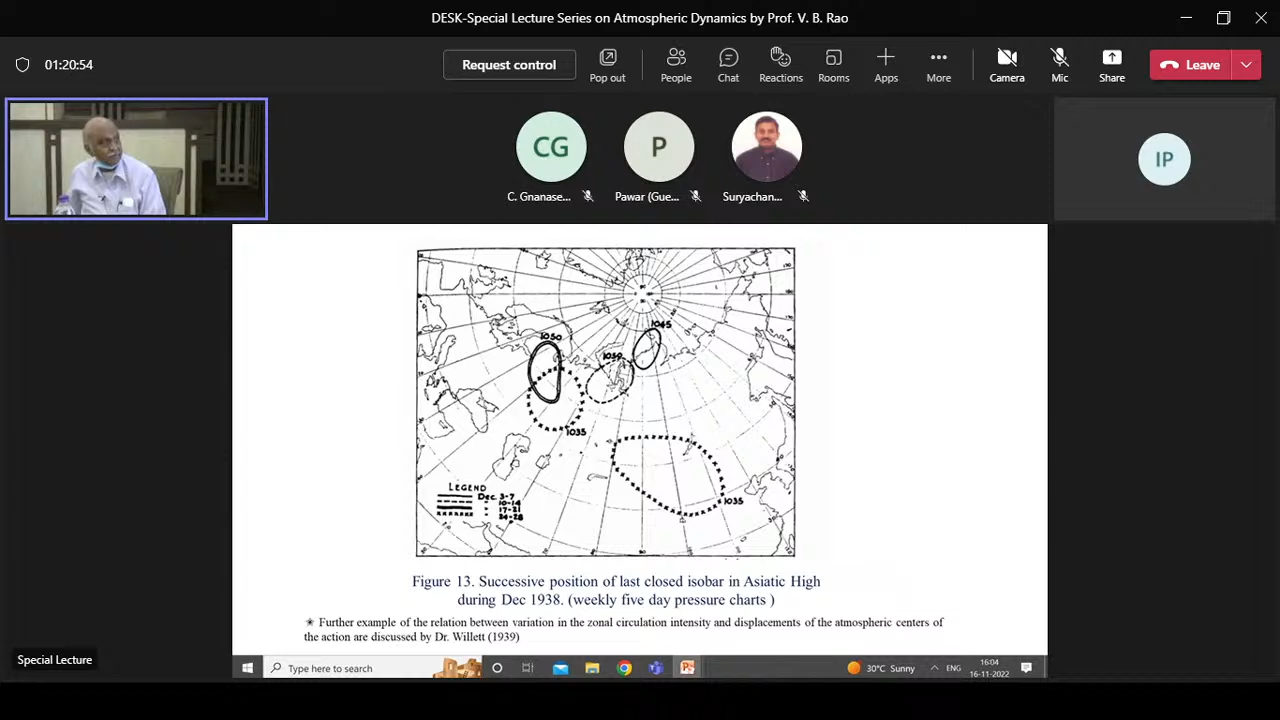 DESK-Special Lecture Series on Atmospheric Dynamics by Prof. V. B. Rao
01:20:54
Request control
Pop out
People
Chat
Reactions
Rooms
Apps
More
Camera
Mic
Share
Leave
CG
P
IP
C. Gnanase...
Pawar (Gue...
Suryachan...
1045
1050
1035
1035
LEGEND
Dec. 3-7
" 10-14
" 17-21
" 24-28
Figure 13. Successive position of last closed isobar in Asiatic High
during Dec 1938. (weekly five day pressure charts )
✶ Further example of the relation between variation in the zonal circulation intensity and displacements of the atmospheric centers of
the action are discussed by Dr. Willett (1939)
Special Lecture
Type here to search
30°C Sunny
ENG
16:04
16-11-2022